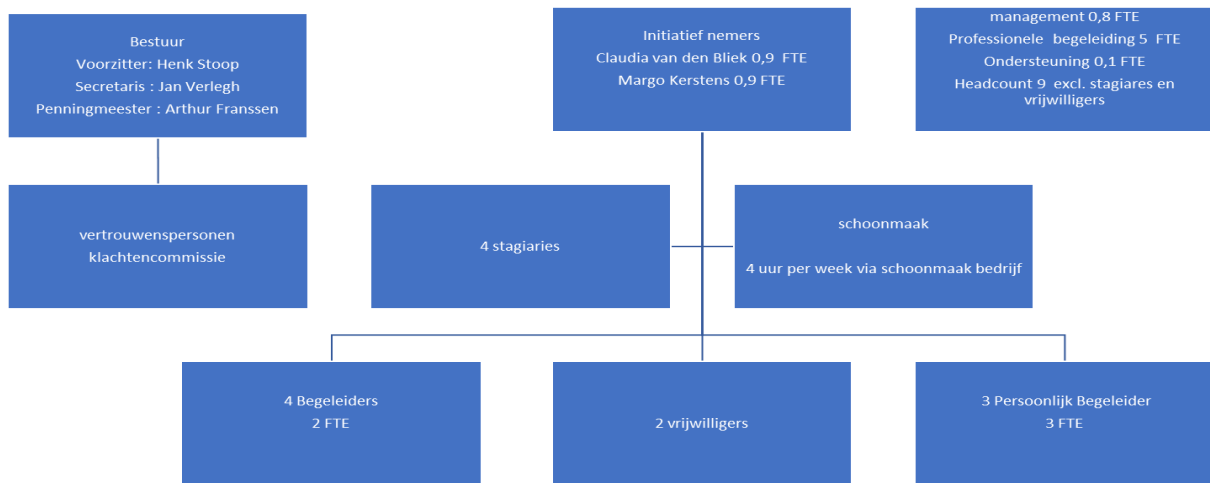 Bestuur
Voorzitter: Henk Stoop
Secretaris : Jan Verlegh
Penningmeester : Arthur Franssen
Initiatief nemers
Claudia van den Bliek 0,9 FTE
Margo Kerstens 0,9 FTE
management 0,8 FTE
Professionele begeleiding 5 FTE
Ondersteuning 0,1 FTE
Headcount 9 excl. stagiares en
vrijwilligers
vertrouwenspersonen
klachtencommissie
4 stagiaries
schoonmaak
4 uur per week via schoonmaak bedrijf
4 Begeleiders
2 FTE
2 vrijwilligers
3 Persoonlijk Begeleider
3 FTE